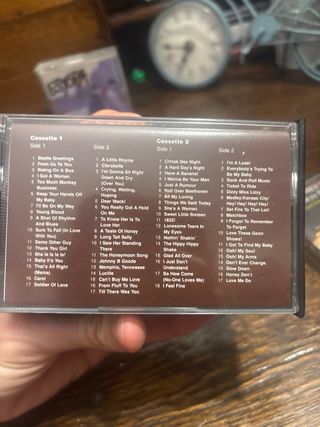 Cassette 1
Side 1
1 Beatle Greetings
2 From Us To You
3 Riding On A Bus
4 I Got A Woman
5 Too Much Monkey
Business
6 Keep Your Hands Off
My Baby
7 I'll Be On My Way
8 Young Blood
9 A Shot Of Rhythm
And Blues
10 Sure To Fall (In Love
With You)
11 Some Other Guy
12 Thank You Girl
13 She la la la la!
14 Baby It's You
15 That's All Right
(Mama)
16 Carol
17 Soldier Of Love
Side 2
1 A Little Rhyme
2 Clarabella
3 I'm Gonna Sit Right
Down And Cry
(Over You)
4 Crying, Waiting,
Hoping
5 Dear Wack!
6 You Really Got A Hold
On Me
7 To Know Her Is To
Love Her
8 A Taste Of Honey
9 Long Tall Sally
10 I Saw Her Standing
There
11 The Honeymoon Song
12 Johnny B Goode
13 Memphis, Tennessee
14 Lucille
15 Can't Buy Me Love
16 From Fluff To You
17 Till There Was You
Cassette 2
Side 1
1 Crinsk Dee Night
2 A Hard Day's Night
3 Have A Banana!
4 I Wanna Be Your Man
5 Just A Rumour
6 Roll Over Beethoven
7 All My Loving
8 Things We Said Today
9 She's A Woman
10 Sweet Little Sixteen
11 1822!
12 Lonesome Tears In
My Eyes
13 Nothin' Shakin'
14 The Hippy Hippy
Shake
15 Glad All Over
16 I Just Don't
Understand
17 So How Come
(No-One Loves Me)
18 I Feel Fine
Side 2
1 I'm A Loser
2 Everybody's Trying To
Be My Baby
3 Rock And Roll Music
4 Ticket To Ride
5 Dizzy Miss Lizzy
6 Medley: Kansas City/
Hey! Hey! Hey! Hey!
7 Set Fire To That Lot!
8 Matchbox
9 I Forgot To Remember
To Forget
10 Love These Goon
Shows!
11 I Got To Find My Baby
12 Ooh! My Soul
13 Ooh! My Arms
14 Don't Ever Change
15 Slow Down
16 Honey Don't
17 Love Me Do